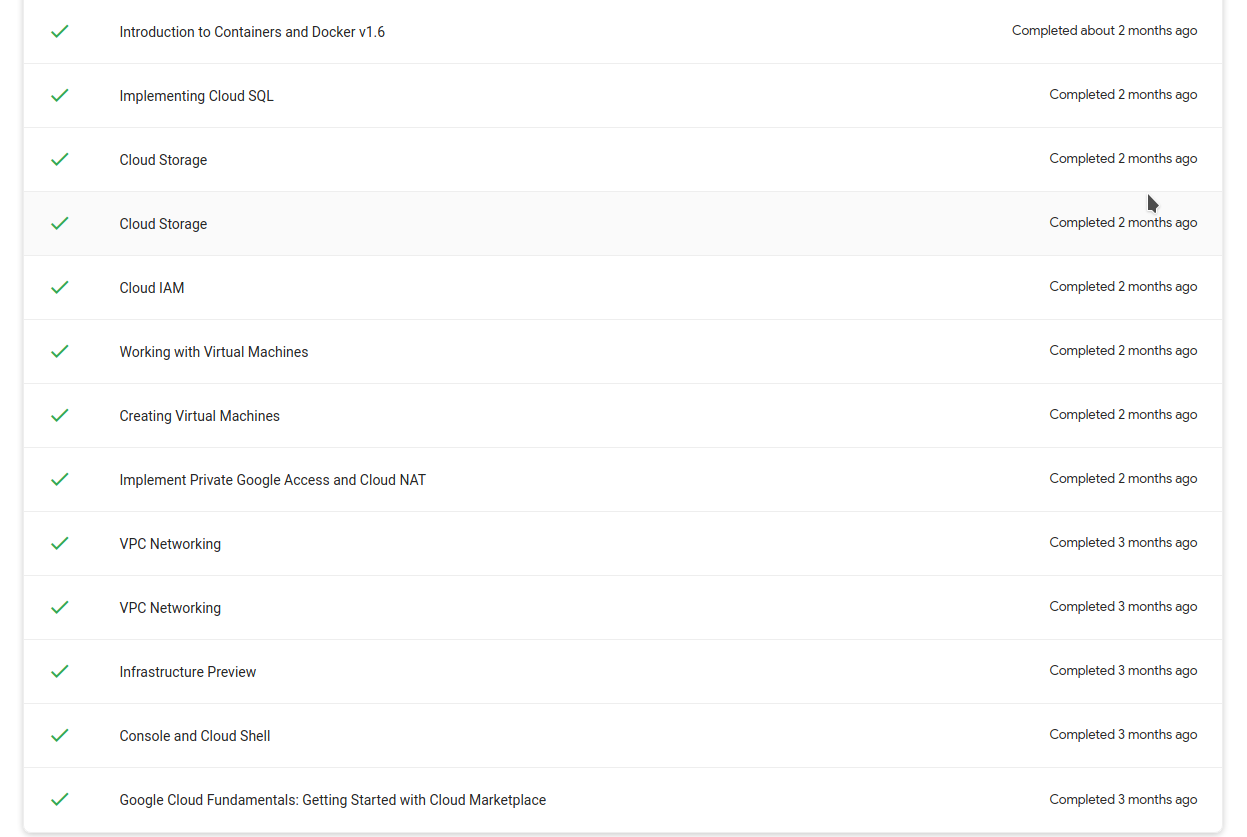 Introduction to Containers and Docker v1.6 Completed about 2 months ago
Implementing Cloud SQL Completed 2 months ago
Cloud Storage Completed 2 months ago
Cloud Storage Completed 2 months ago
Cloud IAM Completed 2 months ago
Working with Virtual Machines Completed 2 months ago
Creating Virtual Machines Completed 2 months ago
Implement Private Google Access and Cloud NAT Completed 2 months ago
VPC Networking Completed 3 months ago
VPC Networking Completed 3 months ago
Infrastructure Preview Completed 3 months ago
Console and Cloud Shell Completed 3 months ago
Google Cloud Fundamentals: Getting Started with Cloud Marketplace Completed 3 months ago